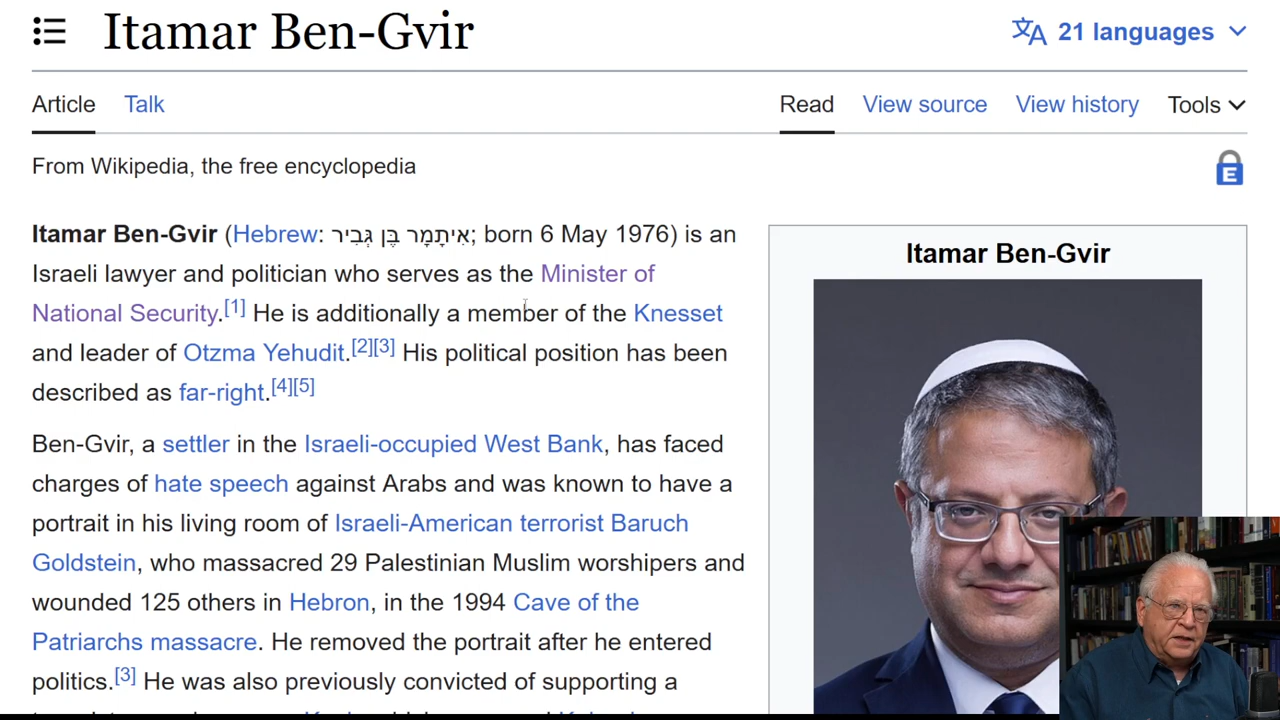 Itamar Ben-Gvir
21 languages
Article Talk Read View source View history Tools
From Wikipedia, the free encyclopedia
E
Itamar Ben-Gvir (Hebrew: אִיתָמָר בֶּן גְּבִיר; born 6 May 1976) is an
Israeli lawyer and politician who serves as the Minister of
National Security.[1] He is additionally a member of the Knesset
and leader of Otzma Yehudit.[2][3] His political position has been
described as far-right.[4][5]
Ben-Gvir, a settler in the Israeli-occupied West Bank, has faced
charges of hate speech against Arabs and was known to have a
portrait in his living room of Israeli-American terrorist Baruch
Goldstein, who massacred 29 Palestinian Muslim worshipers and
wounded 125 others in Hebron, in the 1994 Cave of the
Patriarchs massacre. He removed the portrait after he entered
politics.[3] He was also previously convicted of supporting a
Itamar Ben-Gvir